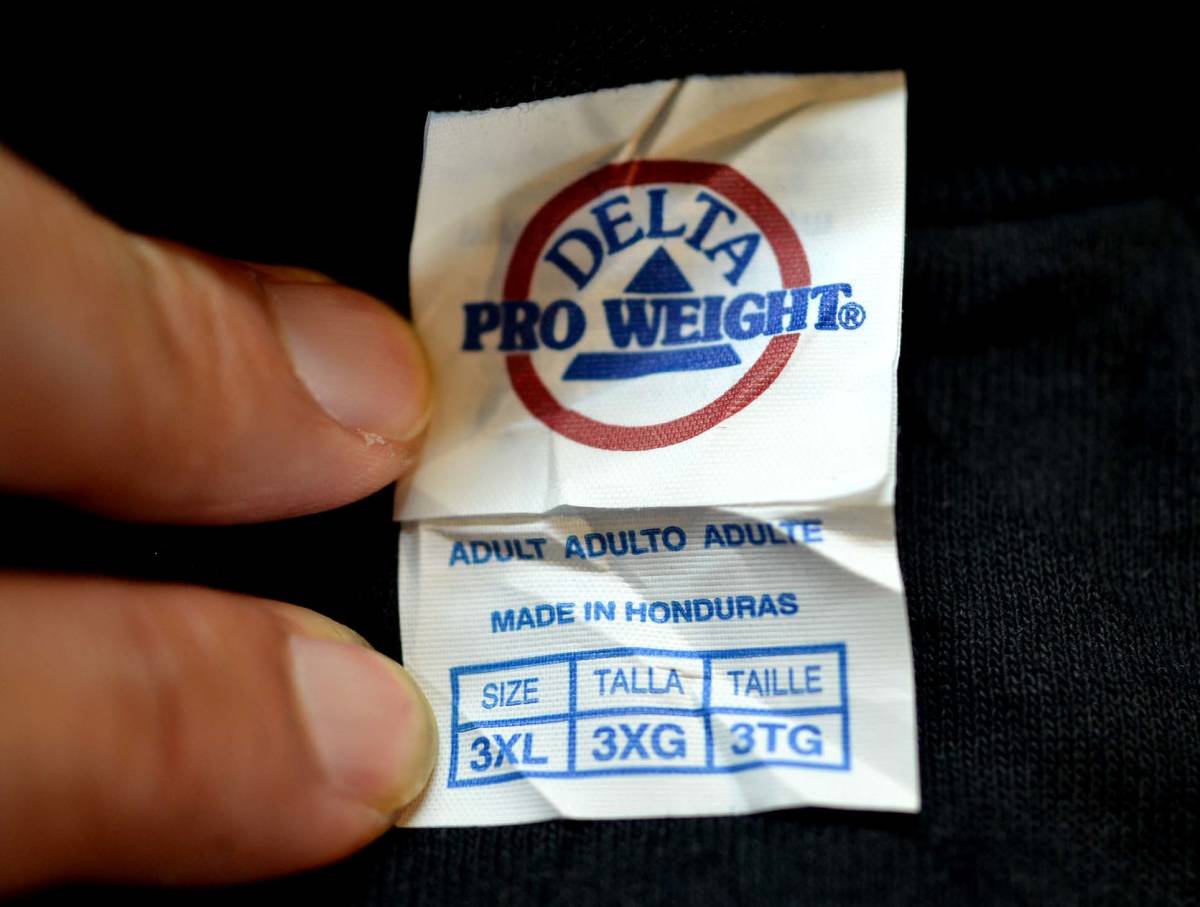 DELTA
PRO WEIGHT®
ADULT ADULTO ADULTE
MADE IN HONDURAS
SIZE TALLA TAILLE
3XL 3XG 3TG